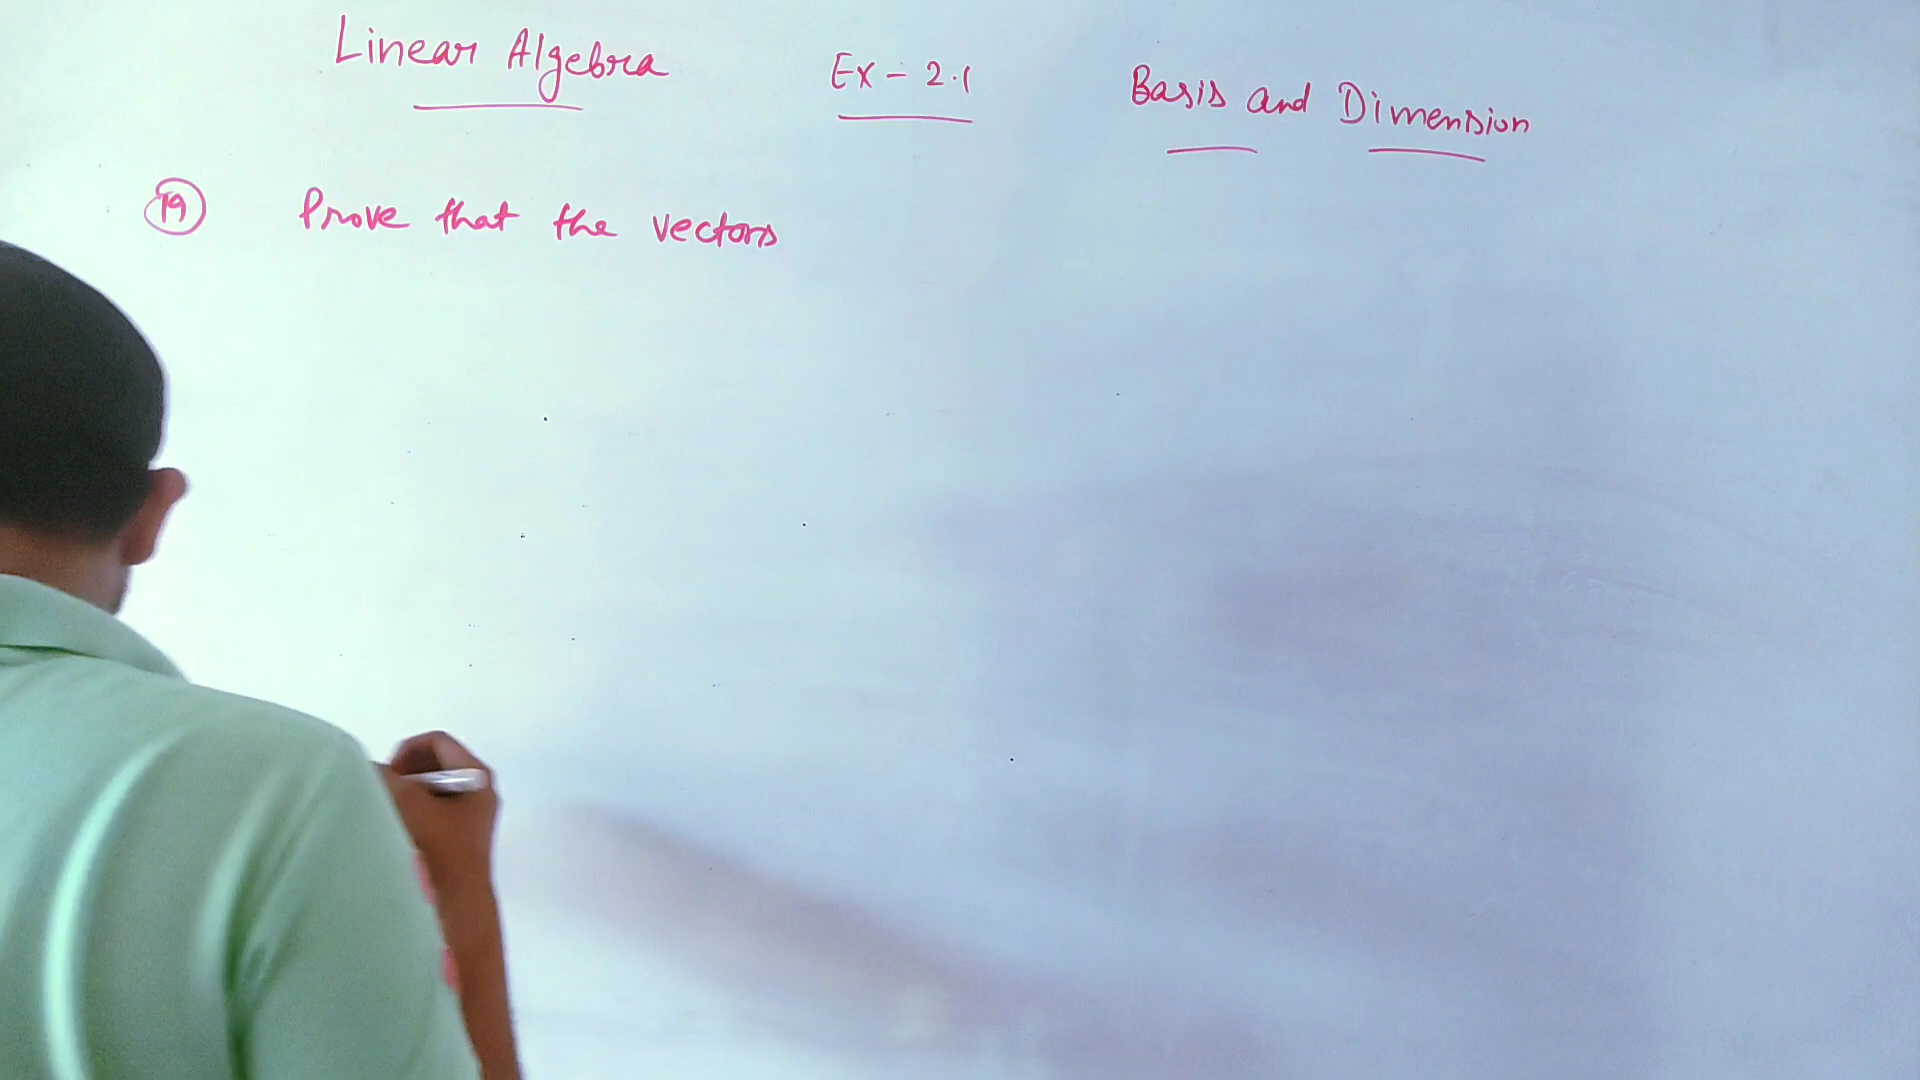 Linear Algebra Ex - 2.1 Basis and Dimension
19 Prove that the vectors